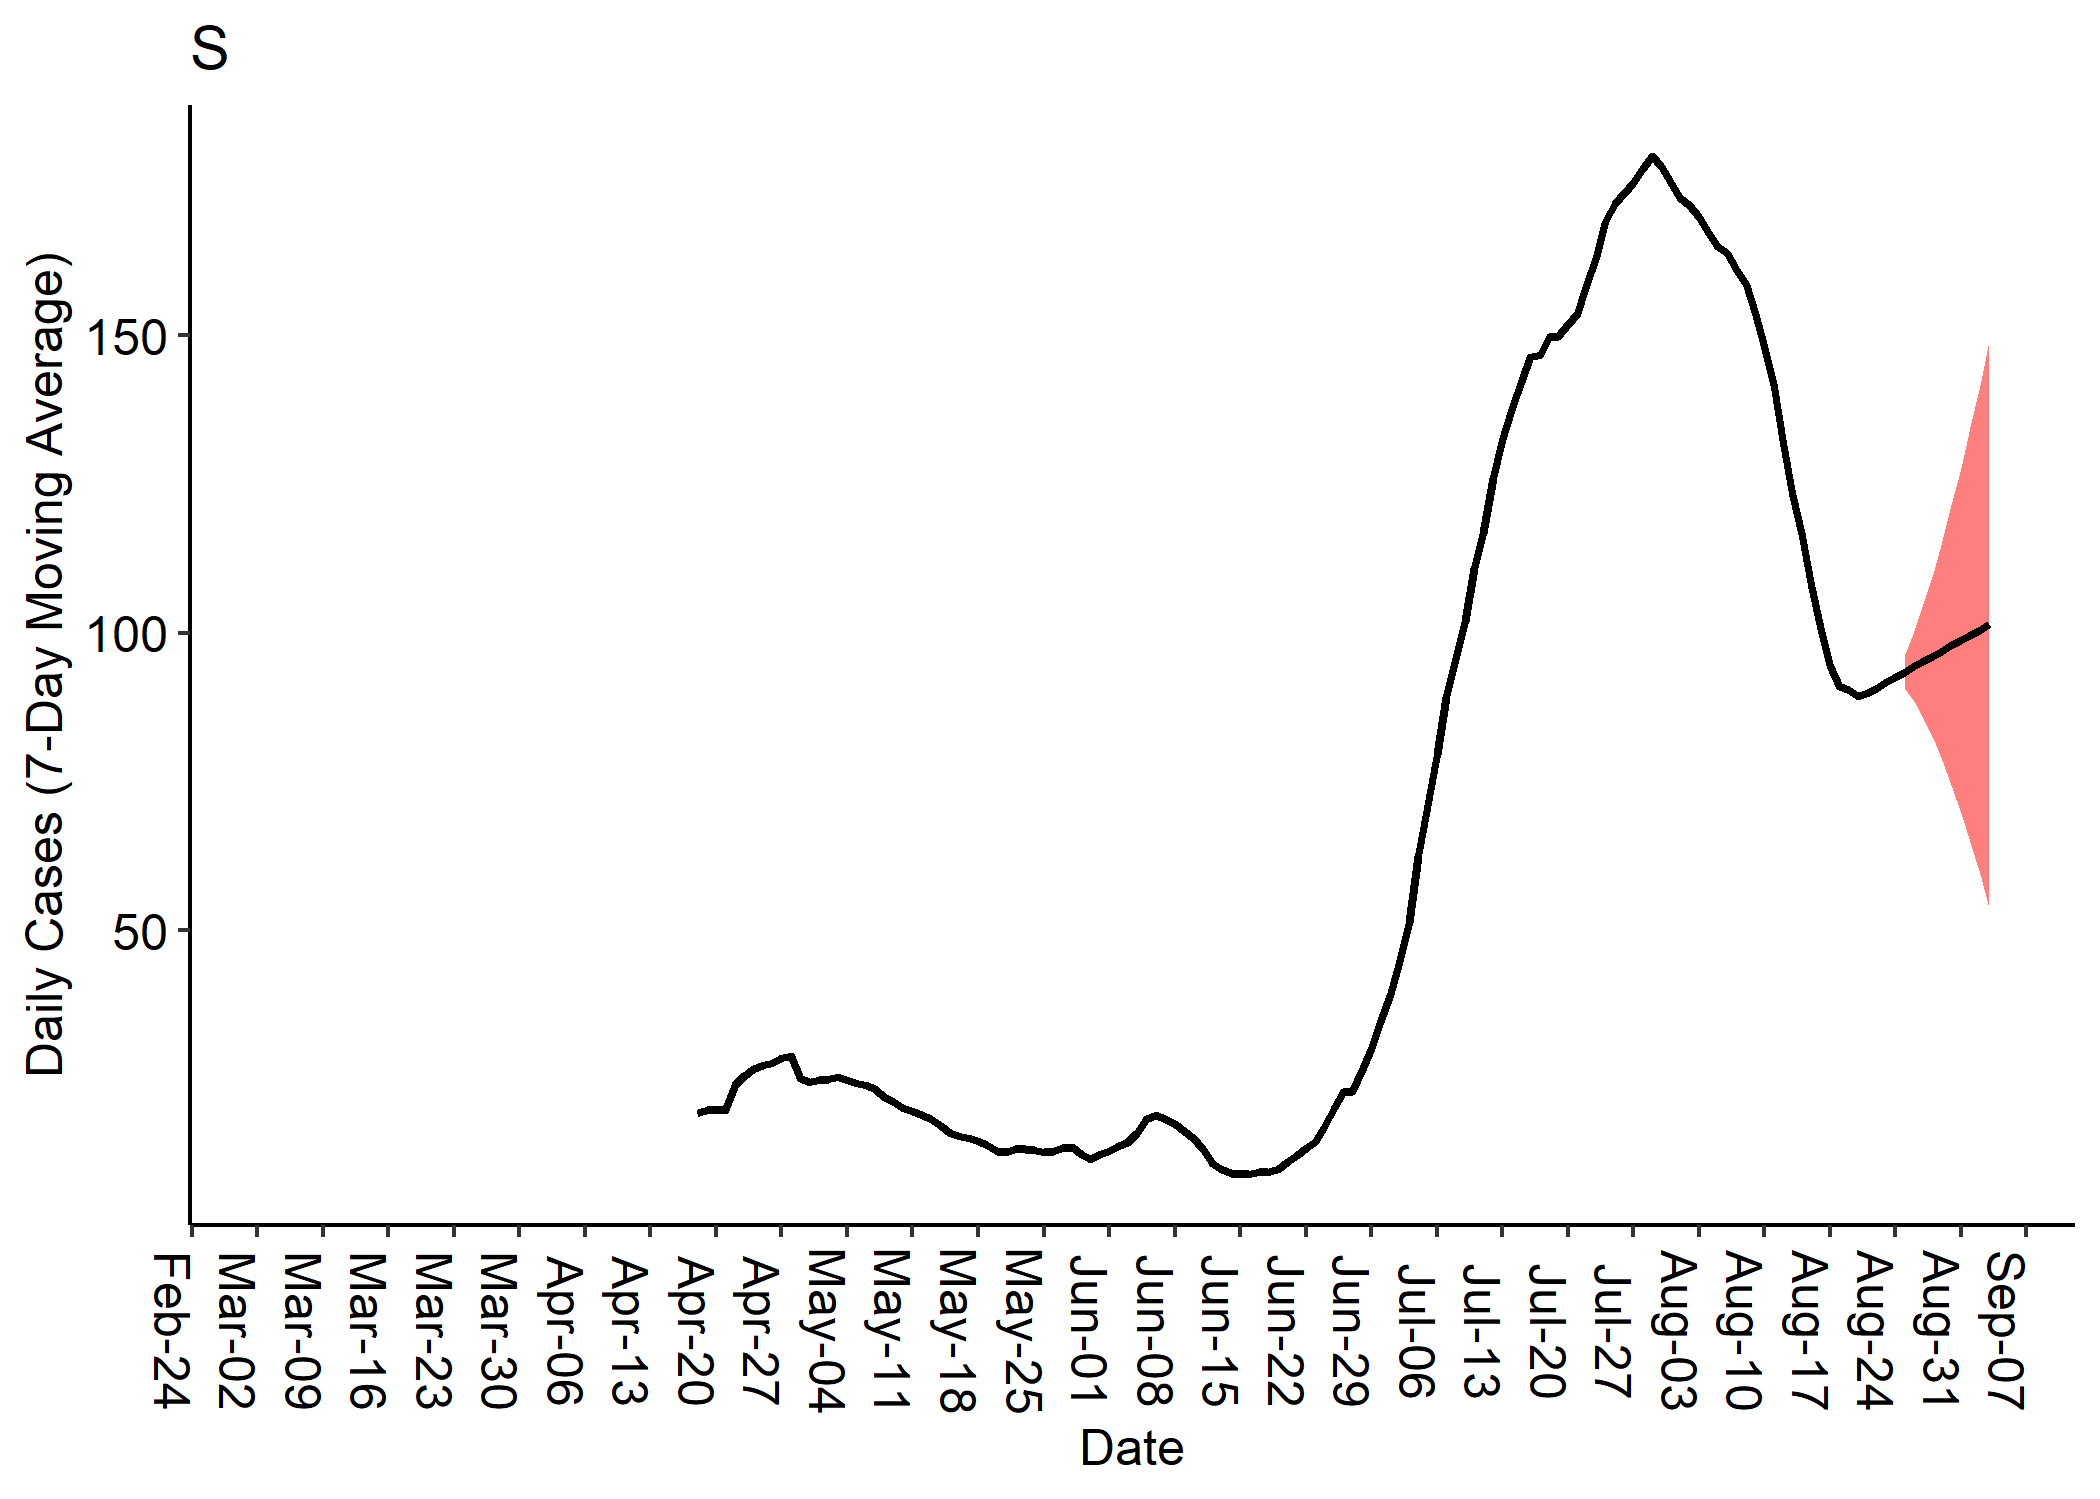 S
Daily Cases (7-Day Moving Average)
150
100
50
Feb-24
Mar-02
Mar-09
Mar-16
Mar-23
Mar-30
Apr-06
Apr-13
Apr-20
Apr-27
May-04
May-11
May-18
May-25
Jun-01
Jun-08
Jun-15
Jun-22
Jun-29
Jul-06
Jul-13
Jul-20
Jul-27
Aug-03
Aug-10
Aug-17
Aug-24
Aug-31
Sep-07
Date